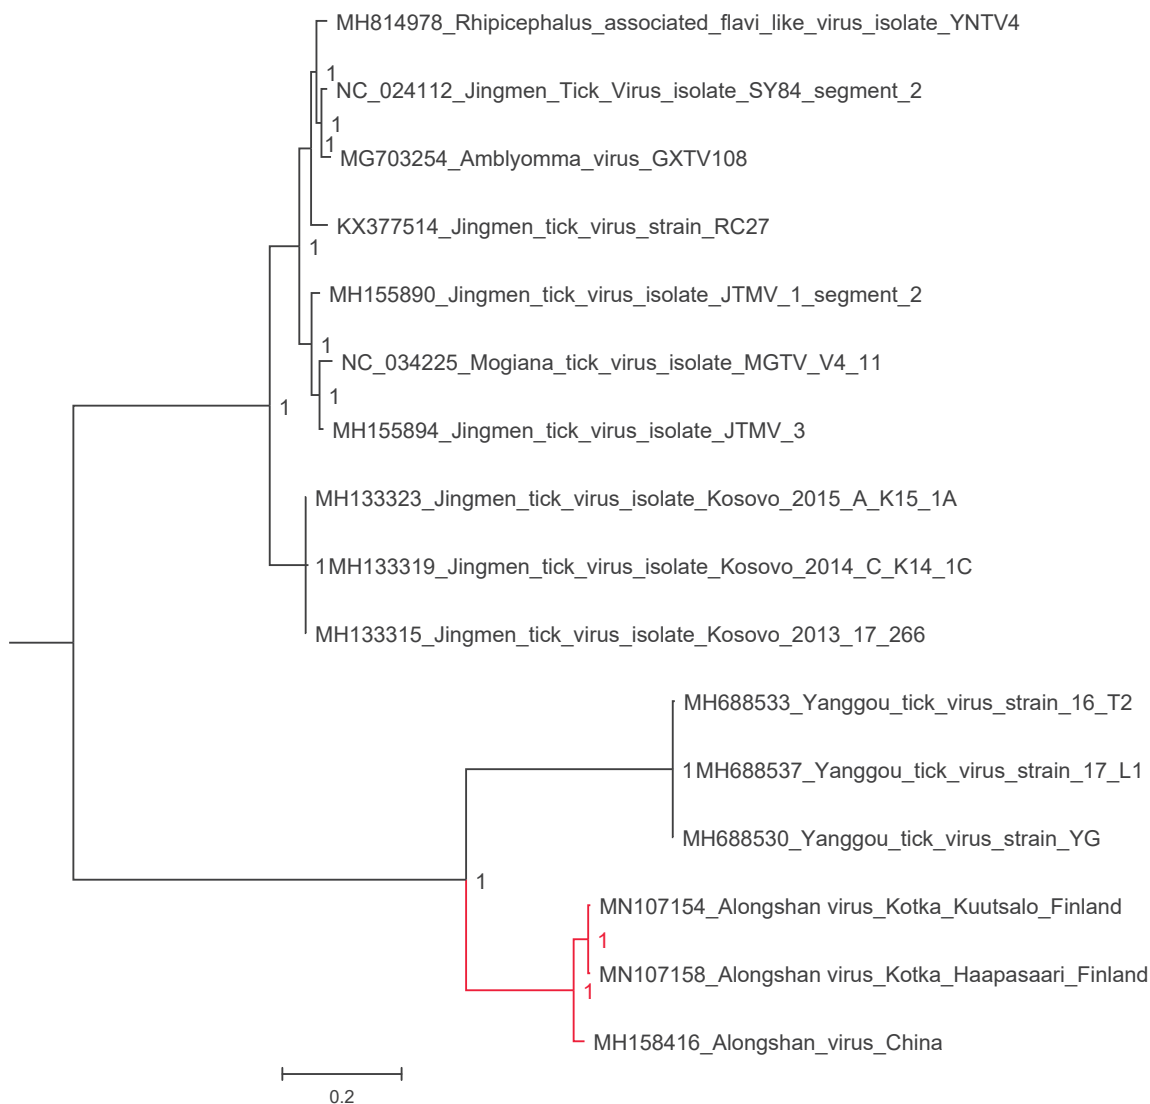 MH814978_Rhipicephalus_associated_flavi_like_virus_isolate_YNTV4
1
NC_024112_Jingmen_Tick_Virus_isolate_SY84_segment_2
1
1
MG703254_Amblyomma_virus_GXTV108
KX377514_Jingmen_tick_virus_strain_RC27
1
MH155890_Jingmen_tick_virus_isolate_JTMV_1_segment_2
1
NC_034225_Mogiana_tick_virus_isolate_MGTV_V4_11
1
1
MH155894_Jingmen_tick_virus_isolate_JTMV_3
MH133323_Jingmen_tick_virus_isolate_Kosovo_2015_A_K15_1A
1MH133319_Jingmen_tick_virus_isolate_Kosovo_2014_C_K14_1C
MH133315_Jingmen_tick_virus_isolate_Kosovo_2013_17_266
MH688533_Yanggou_tick_virus_strain_16_T2
1MH688537_Yanggou_tick_virus_strain_17_L1
MH688530_Yanggou_tick_virus_strain_YG
1
MN107154_Alongshan virus_Kotka_Kuutsalo_Finland
1
MN107158_Alongshan virus_Kotka_Haapasaari_Finland
1
MH158416_Alongshan_virus_China
0.2